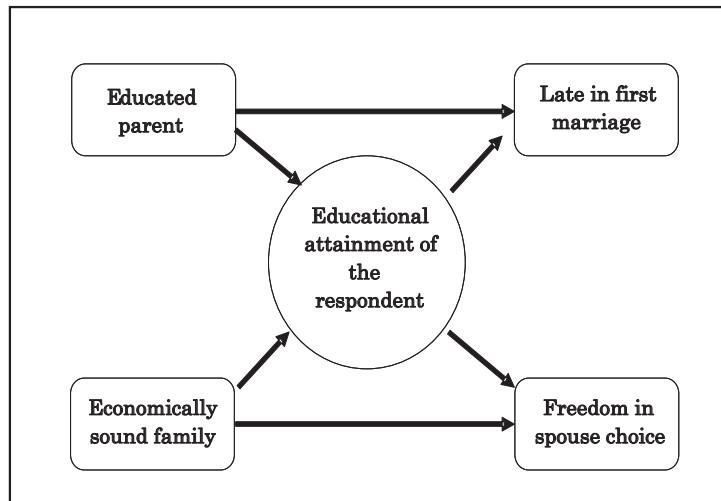 Educated
parent
Late in first
marriage
Educational
attainment of
the
respondent
Economically
sound family
Freedom in
spouse choice